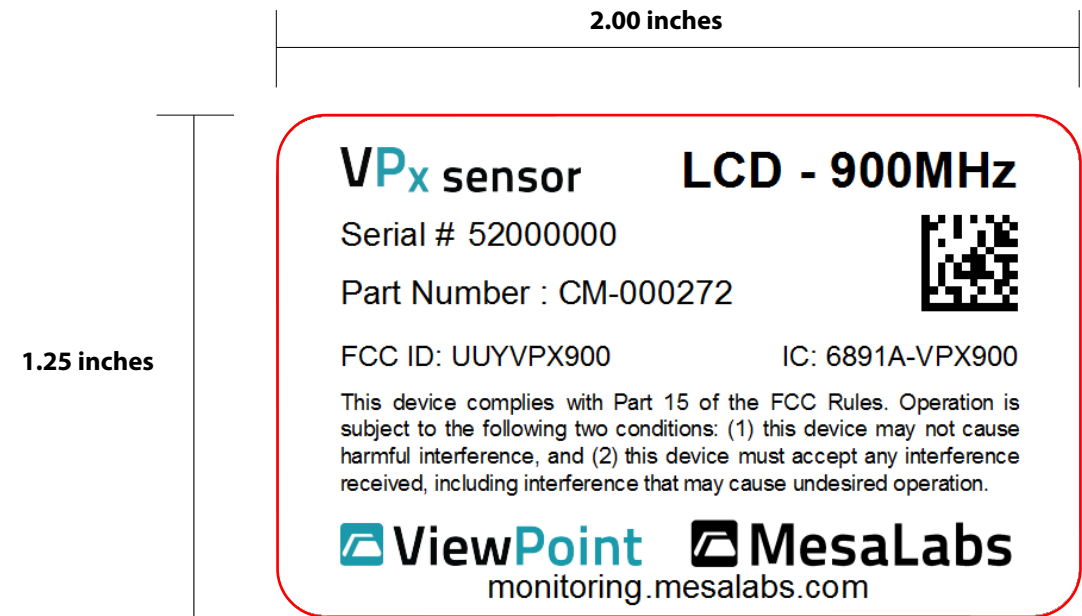 2.00 inches
1.25 inches
VPx sensor
LCD - 900MHz
Serial # 52000000
Part Number : CM-000272
FCC ID: UUYVPX900
IC: 6891A-VPX900
This device complies with Part 15 of the FCC Rules. Operation is
subject to the following two conditions: (1) this device may not cause
harmful interference, and (2) this device must accept any interference
received, including interference that may cause undesired operation.
ViewPoint
MesaLabs
monitoring.mesalabs.com